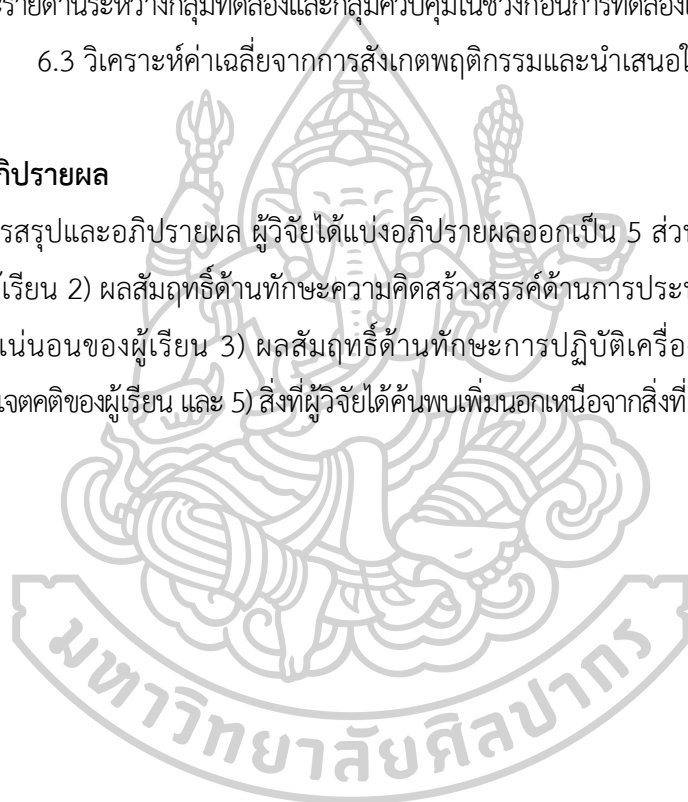 รายด้านระหว่างกลุ่มทดลองและกลุ่มควบคุมในช่วงก่อนการทดลอง
6.3 วิเคราะห์ค่าเฉลี่ยจากการสังเกตพฤติกรรมและนำเสนอใ
ภิปรายผล
รสรุปและอภิปรายผล ผู้วิจัยได้แบ่งอภิปรายผลออกเป็น 5 ส่วน
เรียน 2) ผลสัมฤทธิ์ด้านทักษะความคิดสร้างสรรค์ด้านการประ
แน่นอนของผู้เรียน 3) ผลสัมฤทธิ์ด้านทักษะการปฏิบัติเครื่อ
เจตคติของผู้เรียน และ 5) สิ่งที่ผู้วิจัยได้ค้นพบเพิ่มนอกเหนือจากสิ่งที่
มหาวิทยาลัยศิลปากร